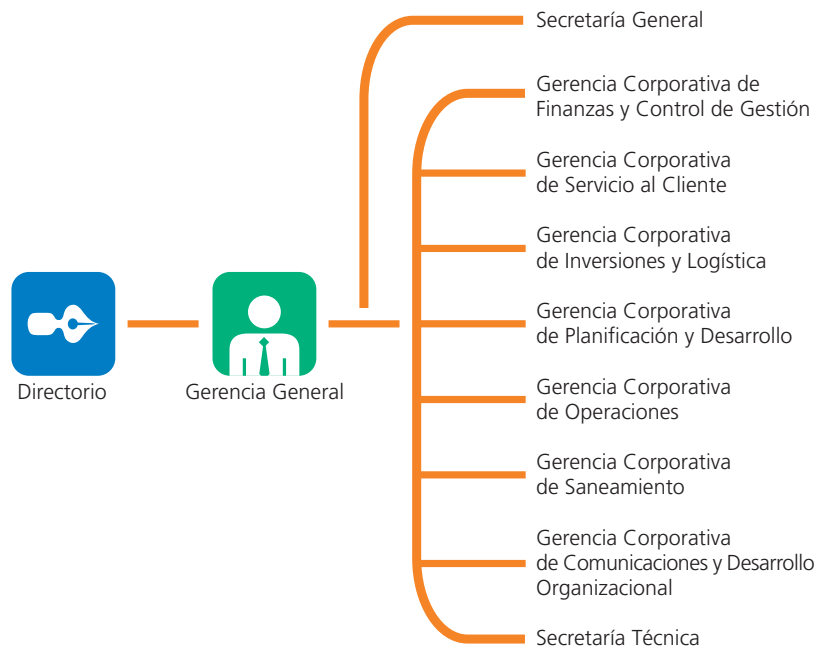 Directorio
Gerencia General
Secretaría General
Gerencia Corporativa de
Finanzas y Control de Gestión
Gerencia Corporativa
de Servicio al Cliente
Gerencia Corporativa
de Inversiones y Logística
Gerencia Corporativa
de Planificación y Desarrollo
Gerencia Corporativa
de Operaciones
Gerencia Corporativa
de Saneamiento
Gerencia Corporativa
de Comunicaciones y Desarrollo
Organizacional
Secretaría Técnica